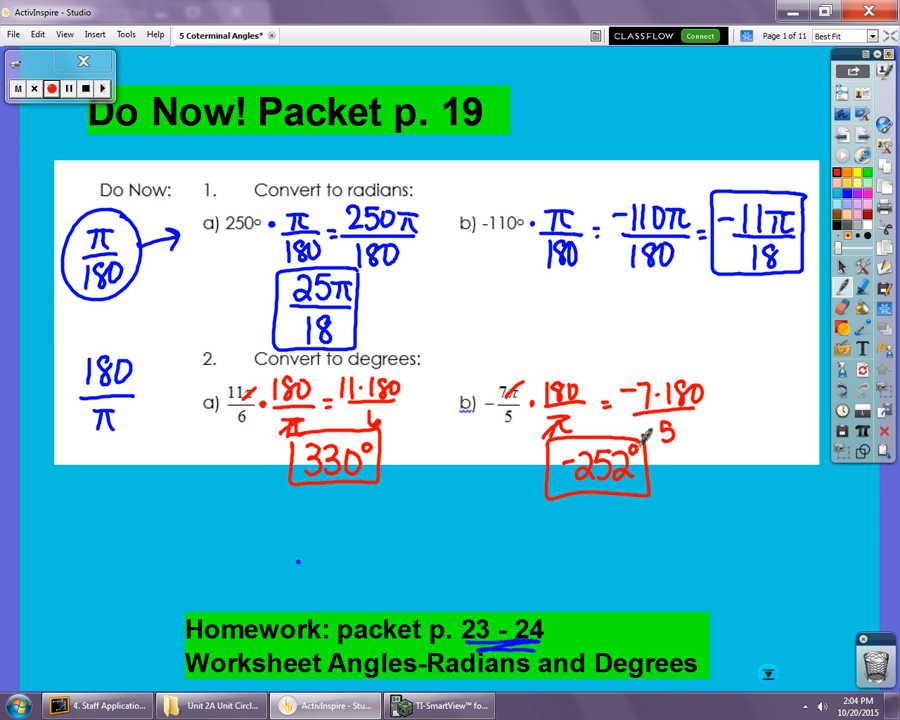 ActivInspire - Studio
File Edit View Insert Tools Help 5 Coterminal Angles* CLASSFLOW Connect Page 1 of 11 Best Fit
M
Do Now! Packet p. 19
Do Now: 1. Convert to radians:
a) 250° • π/180 = 250π/180
25π/18
b) -110° • π/180 = -110π/180 = -11π/18
π/180
180/π
2. Convert to degrees:
a) 11π/6 • 180/π = 11·180/6
330°
b) -7π/5 • 180/π = -7·180/5
-252°
Homework: packet p. 23 - 24
Worksheet Angles-Radians and Degrees
4. Staff Applicatio... Unit 2A Unit Circl... ActivInspire - Stu... TI-SmartView™ fo... 2:04 PM
10/20/2015